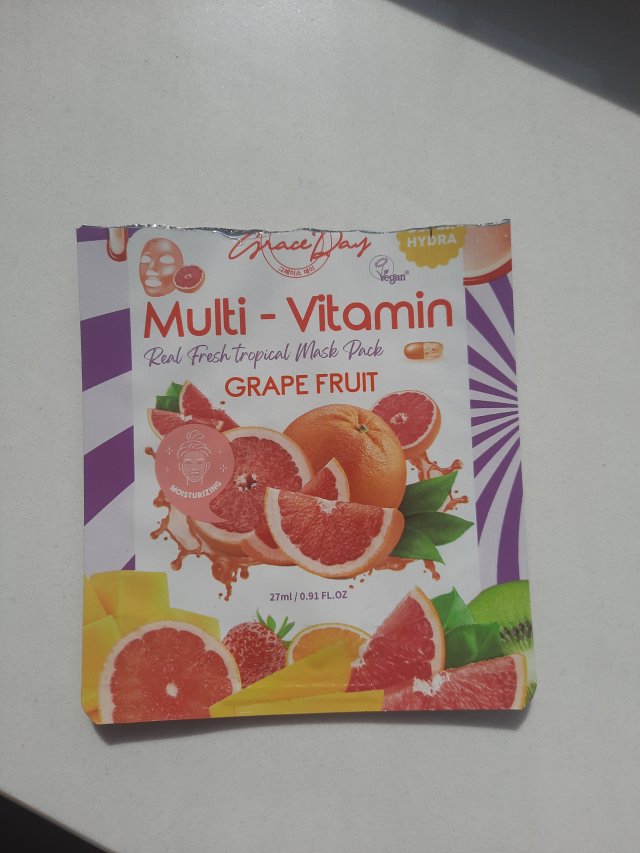 Grace Day
그레이스 데이
HYDRA
Vegan
Multi - Vitamin
Real Fresh tropical Mask Pack
GRAPE FRUIT
MOISTURIZING
27ml / 0.91 FL.OZ